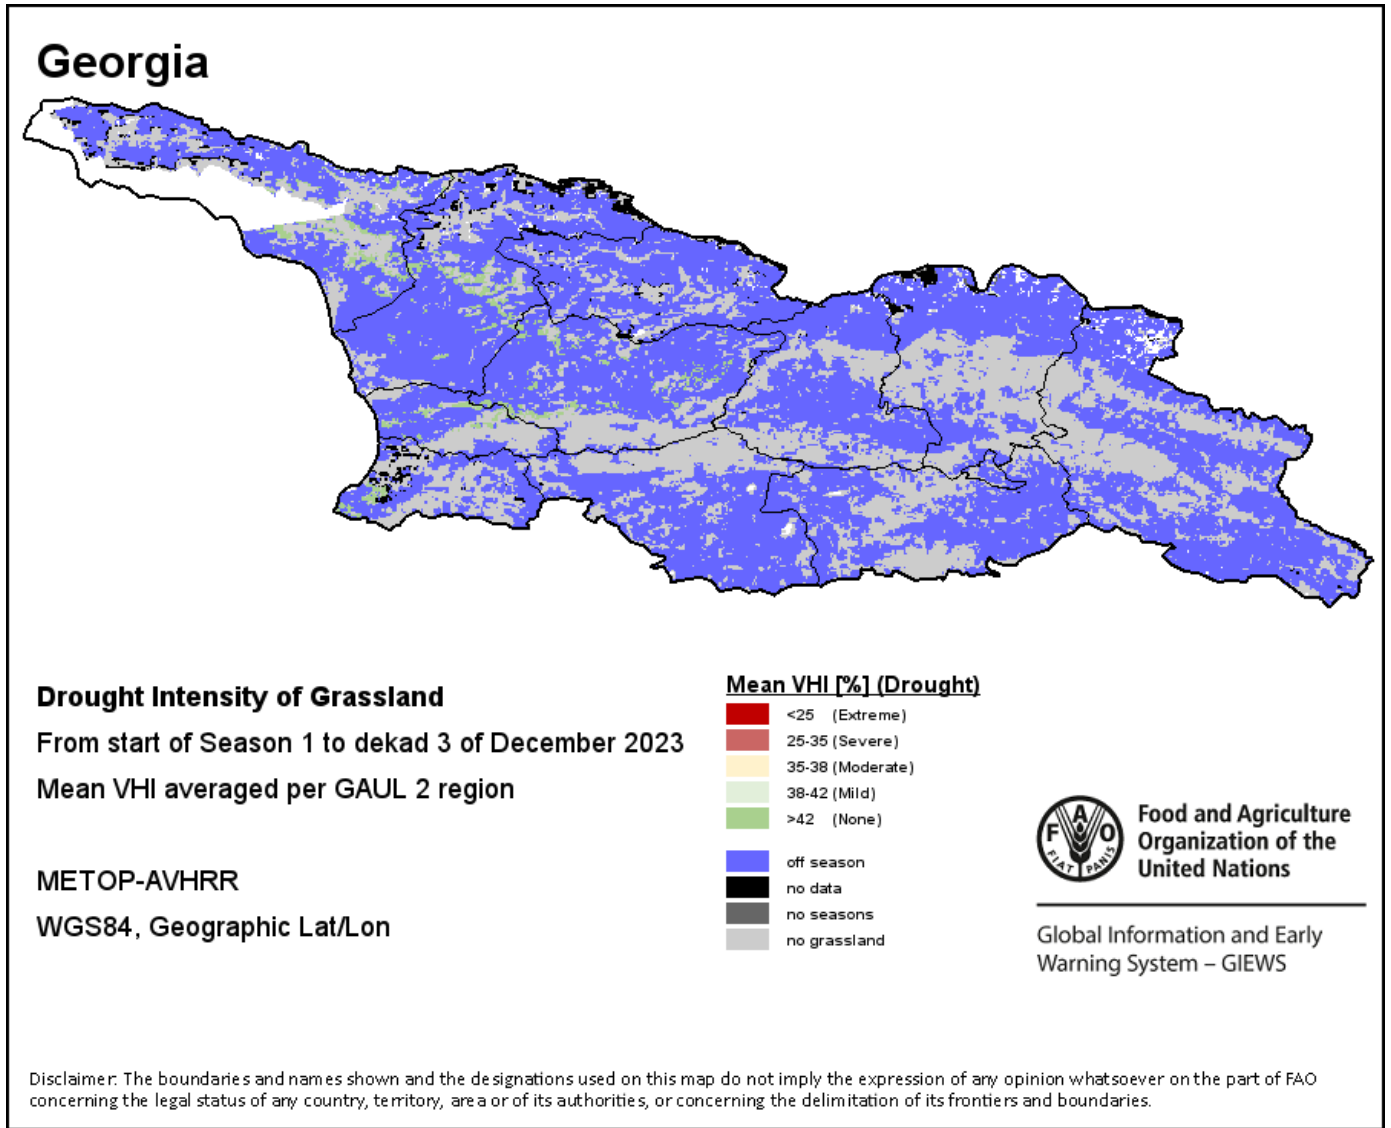 Georgia
Drought Intensity of Grassland
From start of Season 1 to dekad 3 of December 2023
Mean VHI averaged per GAUL 2 region
METOP-AVHRR
WGS84, Geographic Lat/Lon
Mean VHI [%] (Drought)
<25 (Extreme)
25-35 (Severe)
35-38 (Moderate)
38-42 (Mild)
>42 (None)
off season
no data
no seasons
no grassland
F A O
FIAT PANIS
Food and Agriculture
Organization of the
United Nations
Global Information and Early
Warning System – GIEWS
Disclaimer: The boundaries and names shown and the designations used on this map do not imply the expression of any opinion whatsoever on the part of FAO
concerning the legal status of any country, territory, area or of its authorities, or concerning the delimitation of its frontiers and boundaries.